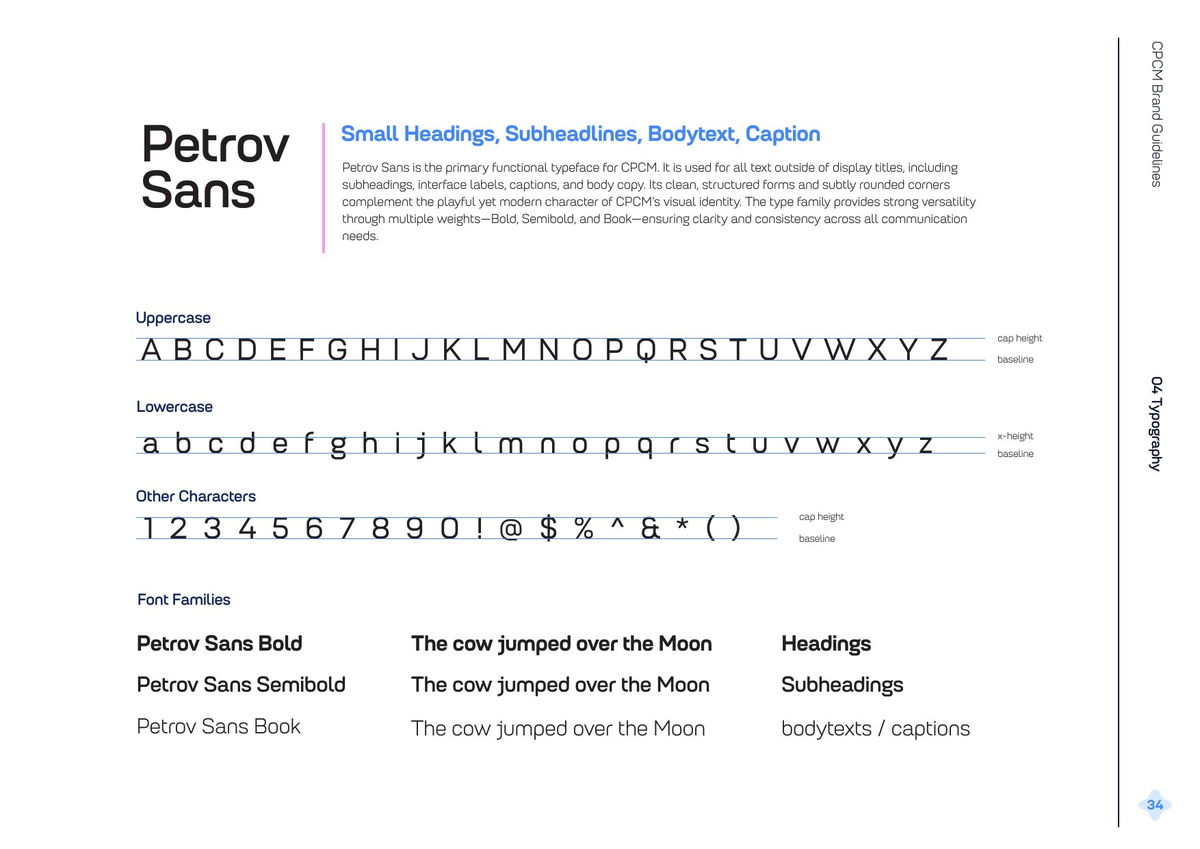 Petrov
Sans
Small Headings, Subheadlines, Bodytext, Caption
Petrov Sans is the primary functional typeface for CPCM. It is used for all text outside of display titles, including
subheadings, interface labels, captions, and body copy. Its clean, structured forms and subtly rounded corners
complement the playful yet modern character of CPCM's visual identity. The type family provides strong versatility
through multiple weights—Bold, Semibold, and Book—ensuring clarity and consistency across all communication
needs.
Uppercase
A B C D E F G H I J K L M N O P Q R S T U V W X Y Z
cap height
baseline
Lowercase
a b c d e f g h i j k l m n o p q r s t u v w x y z
x-height
baseline
Other Characters
1 2 3 4 5 6 7 8 9 0 ! @ $ % ^ & * ( )
cap height
baseline
Font Families
Petrov Sans Bold The cow jumped over the Moon Headings
Petrov Sans Semibold The cow jumped over the Moon Subheadings
Petrov Sans Book The cow jumped over the Moon bodytexts / captions
CPCM Brand Guidelines
04 Typography
34